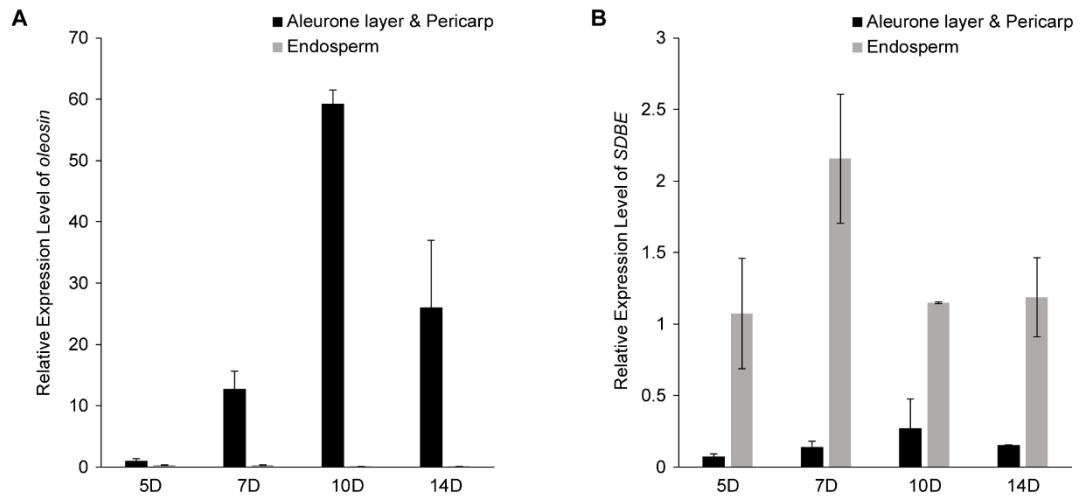 A
Aleurone layer & Pericarp
Endosperm
Relative Expression Level of oleosin
70
60
50
40
30
20
10
0
5D
7D
10D
14D
B
Aleurone layer & Pericarp
Endosperm
Relative Expression Level of SDBE
3
2.5
2
1.5
1
0.5
0
5D
7D
10D
14D